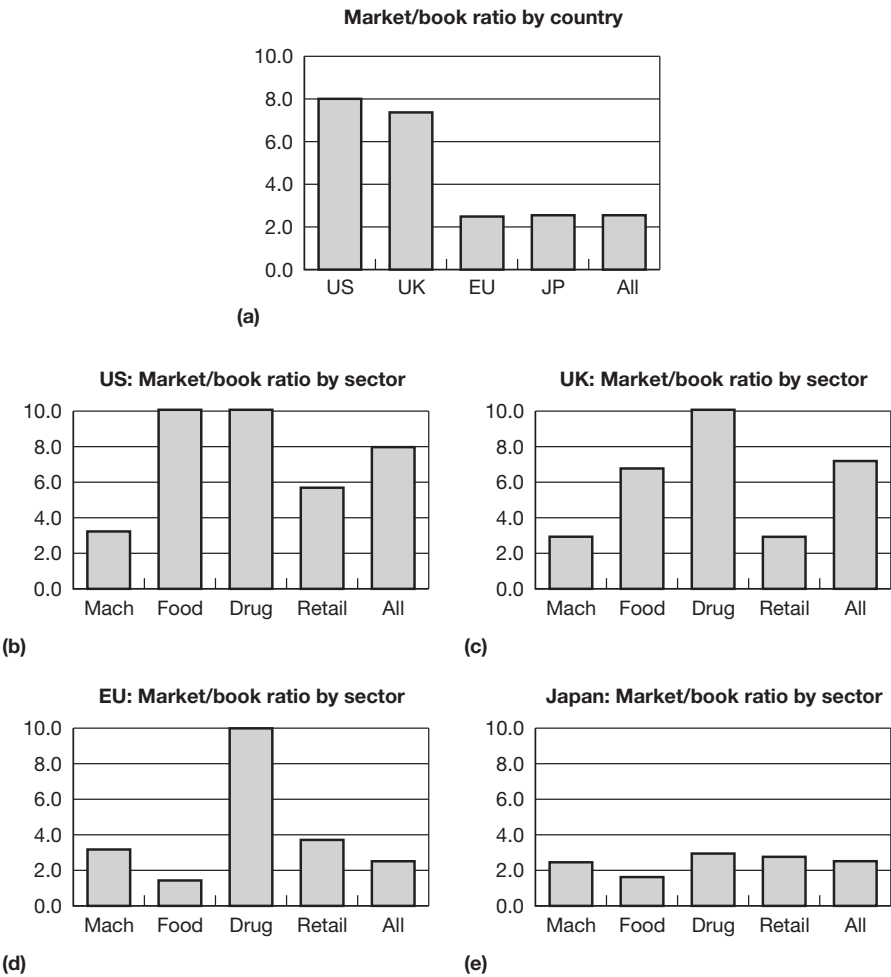 Market/book ratio by country
10.0
8.0
6.0
4.0
2.0
0.0
US UK EU JP All
(a)
US: Market/book ratio by sector
10.0
8.0
6.0
4.0
2.0
0.0
Mach Food Drug Retail All
(b)
UK: Market/book ratio by sector
10.0
8.0
6.0
4.0
2.0
0.0
Mach Food Drug Retail All
(c)
EU: Market/book ratio by sector
10.0
8.0
6.0
4.0
2.0
0.0
Mach Food Drug Retail All
(d)
Japan: Market/book ratio by sector
10.0
8.0
6.0
4.0
2.0
0.0
Mach Food Drug Retail All
(e)